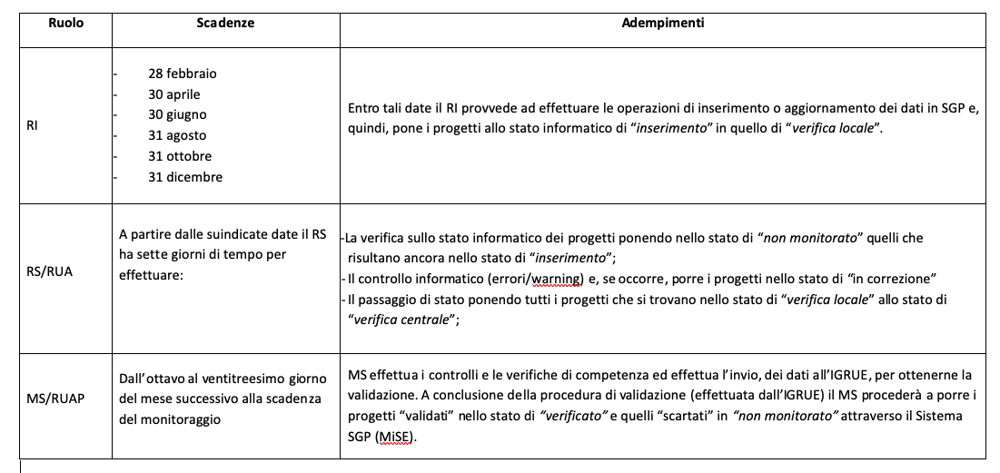 Ruolo
Scadenze
Adempimenti
RI
- 28 febbraio
- 30 aprile
- 30 giugno
- 31 agosto
- 31 ottobre
- 31 dicembre
Entro tali date il RI provvede ad effettuare le operazioni di inserimento o aggiornamento dei dati in SGP e,
quindi, pone i progetti allo stato informatico di “inserimento” in quello di “verifica locale”.
RS/RUA
A partire dalle suindicate date il RS
ha sette giorni di tempo per
effettuare:
-La verifica sullo stato informatico dei progetti ponendo nello stato di “non monitorato” quelli che
risultano ancora nello stato di “inserimento”;
- Il controllo informatico (errori/warning) e, se occorre, porre i progetti nello stato di “in correzione”
- Il passaggio di stato ponendo tutti i progetti che si trovano nello stato di “verifica locale” allo stato di
“verifica centrale”;
MS/RUAP
Dall’ottavo al ventitreesimo giorno
del mese successivo alla scadenza
del monitoraggio
MS effettua i controlli e le verifiche di competenza ed effettua l’invio, dei dati all’IGRUE, per ottenerne la
validazione. A conclusione della procedura di validazione (effettuata dall’IGRUE) il MS procederà a porre i
progetti “validati” nello stato di “verificato” e quelli “scartati” in “non monitorato” attraverso il Sistema
SGP (MiSE).